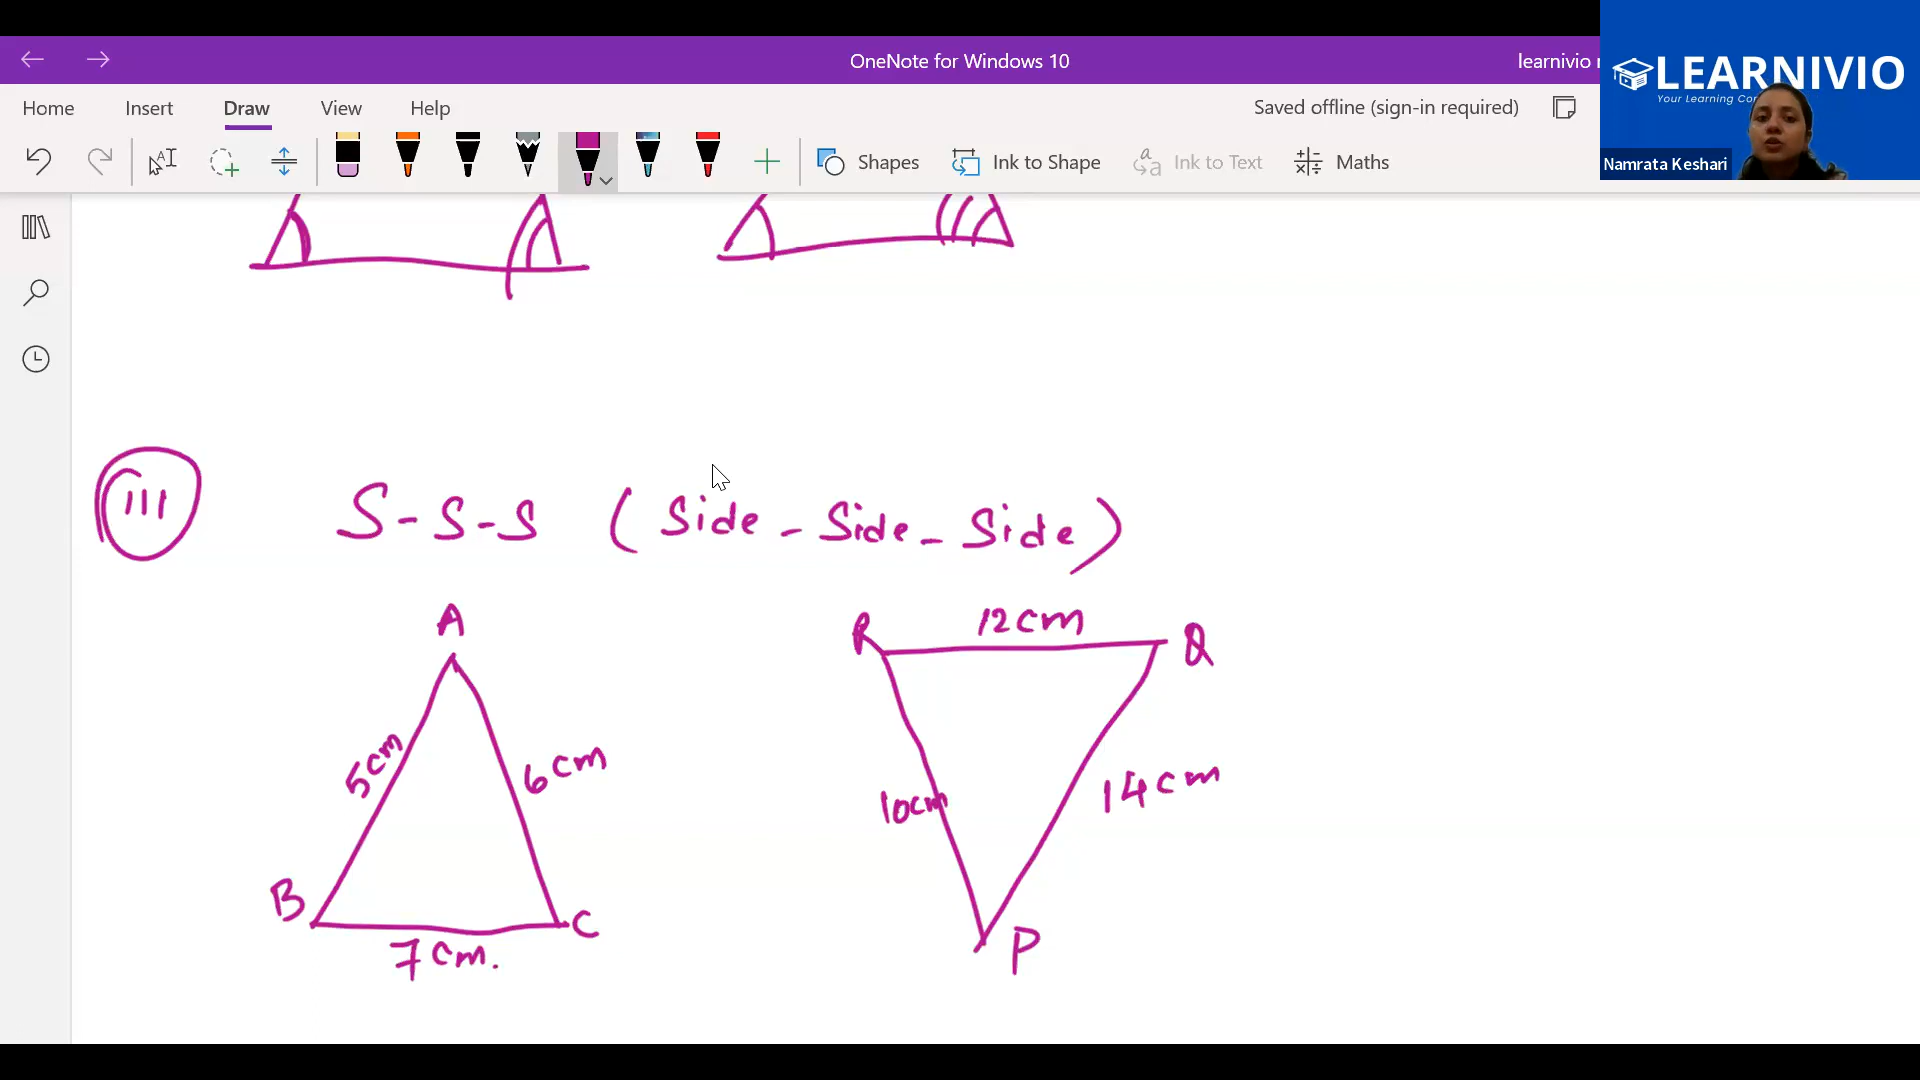 OneNote for Windows 10
learnivio
LEARNIVIO
Your Learning Co
Namrata Keshari
Home Insert Draw View Help
Saved offline (sign-in required)
Shapes Ink to Shape Ink to Text Maths
III S-S-S (Side-Side-Side)
A
R 12cm Q
5cm 6cm
10cm 14cm
B C
7cm.
P